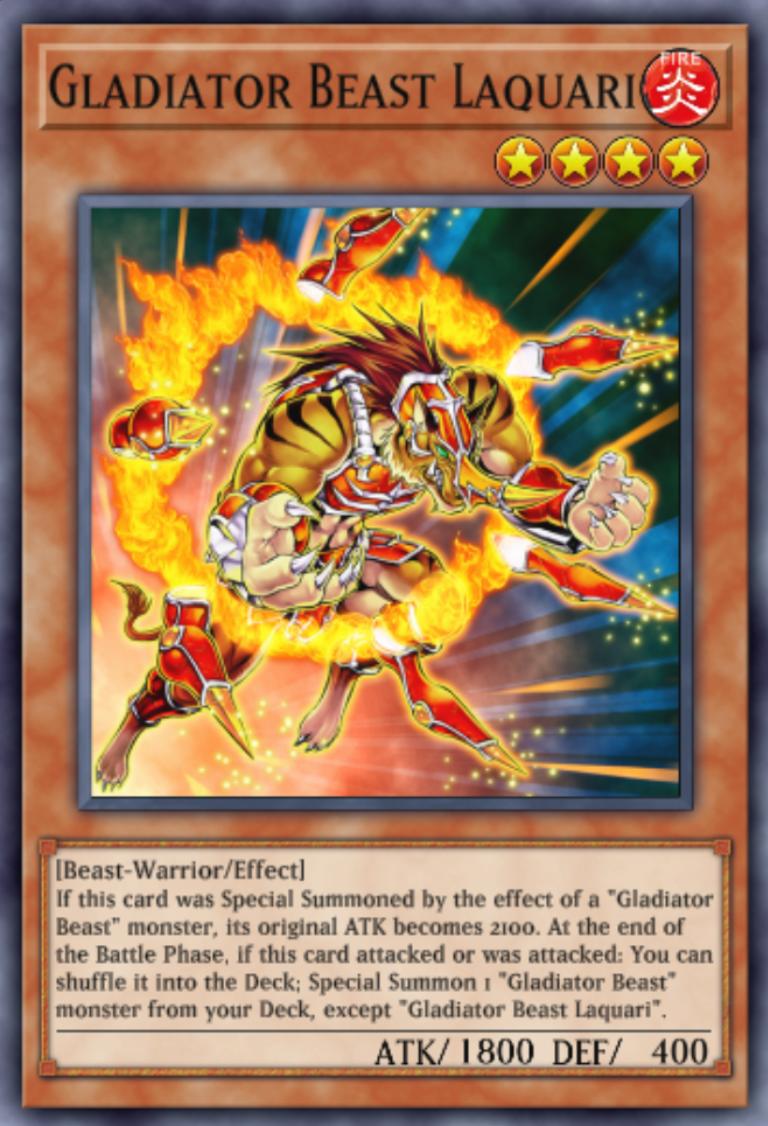 Gladiator Beast Laquari
FIRE
炎
[Beast-Warrior/Effect]
If this card was Special Summoned by the effect of a "Gladiator
Beast" monster, its original ATK becomes 2100. At the end of
the Battle Phase, if this card attacked or was attacked: You can
shuffle it into the Deck; Special Summon 1 "Gladiator Beast"
monster from your Deck, except "Gladiator Beast Laquari".
ATK/ 1800 DEF/ 400